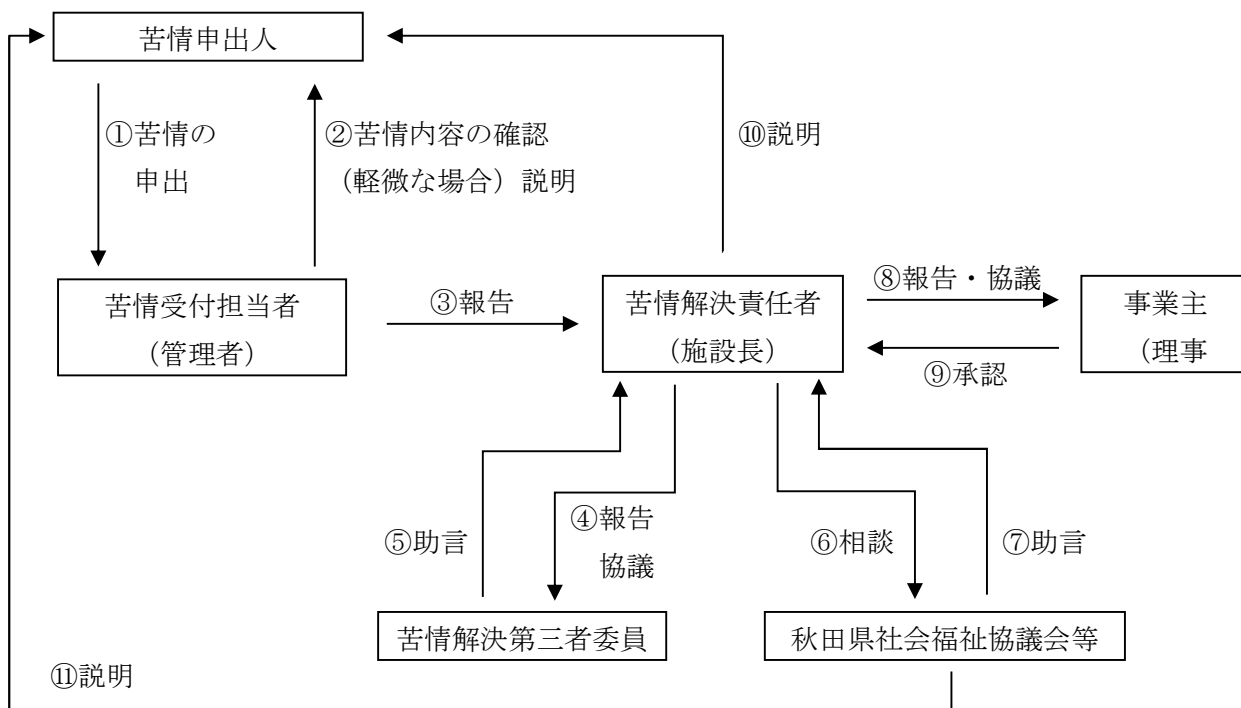 苦情申出人
①苦情の
申出
②苦情内容の確認
（軽微な場合）説明
⑩説明
苦情受付担当者
（管理者）
③報告
苦情解決責任者
（施設長）
⑧報告・協議
⑨承認
事業主
（理事
⑤助言
④報告
協議
⑥相談
⑦助言
苦情解決第三者委員
秋田県社会福祉協議会等
⑪説明